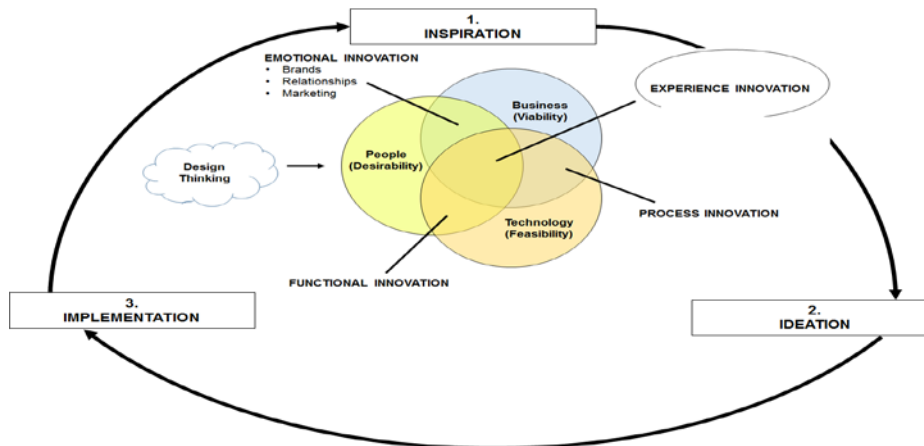 1.
INSPIRATION
EMOTIONAL INNOVATION
• Brands
• Relationships
• Marketing
Business
(Viability)
EXPERIENCE INNOVATION
People
(Desirability)
Design
Thinking
Technology
(Feasibility)
PROCESS INNOVATION
FUNCTIONAL INNOVATION
3.
IMPLEMENTATION
2.
IDEATION